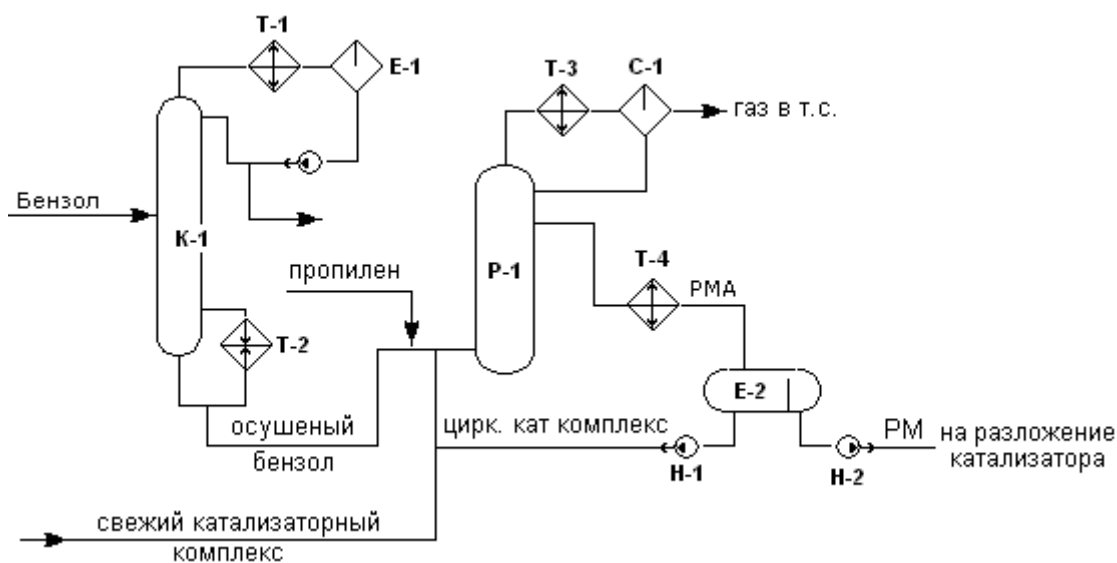 Т-1
Е-1
Т-3
С-1
газ в т.с.
Бензол
К-1
пропилен
Р-1
Т-4
РМА
Т-2
Е-2
осушеный
бензол
цирк. кат комплекс
Н-1
Н-2
РМ
на разложение
катализатора
свежий катализаторный
комплекс